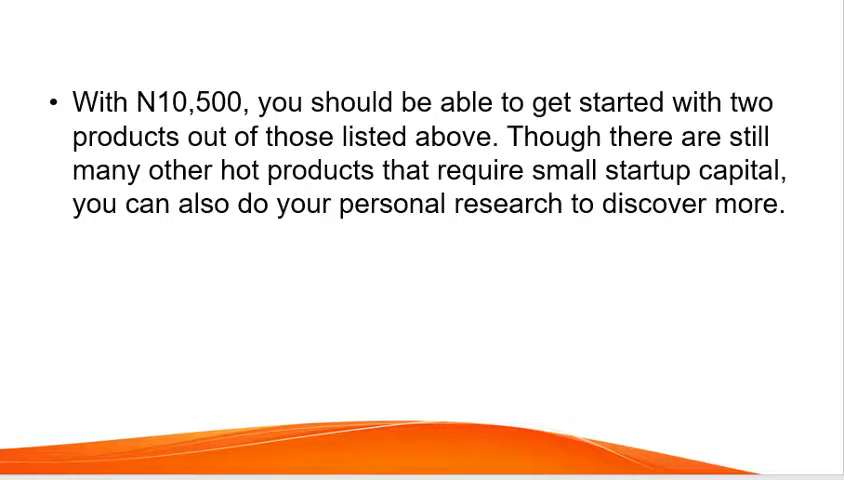 • With N10,500, you should be able to get started with two
products out of those listed above. Though there are still
many other hot products that require small startup capital,
you can also do your personal research to discover more.